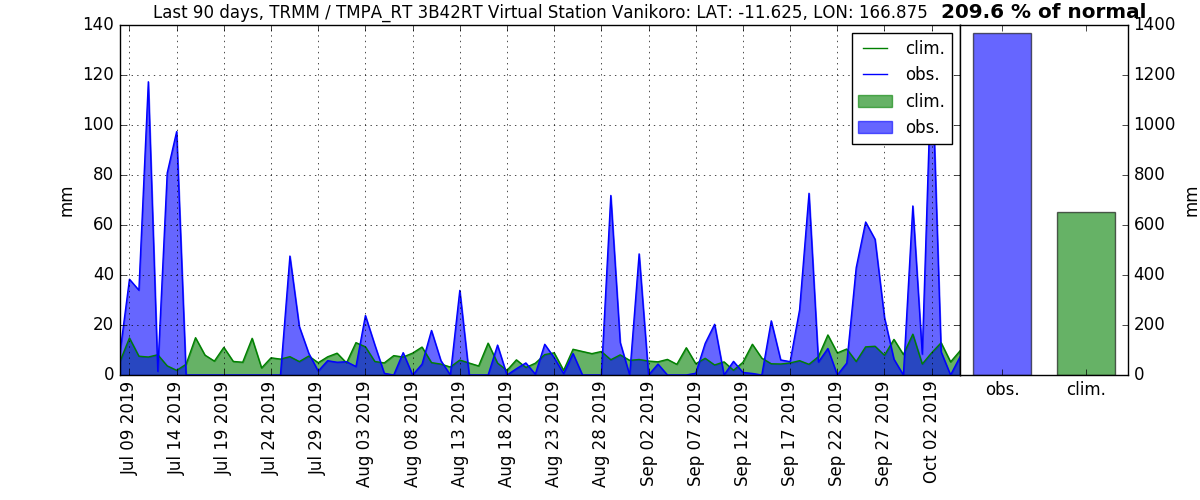 Last 90 days, TRMM / TMPA_RT 3B42RT Virtual Station Vanikoro: LAT: -11.625, LON: 166.875 209.6 % of normal
140
120
100
80
60
40
20
0
mm
clim.
obs.
clim.
obs.
1400
1200
1000
800
600
400
200
0
mm
obs.
clim.
Jul 09 2019
Jul 14 2019
Jul 19 2019
Jul 24 2019
Jul 29 2019
Aug 03 2019
Aug 08 2019
Aug 13 2019
Aug 18 2019
Aug 23 2019
Aug 28 2019
Sep 02 2019
Sep 07 2019
Sep 12 2019
Sep 17 2019
Sep 22 2019
Sep 27 2019
Oct 02 2019